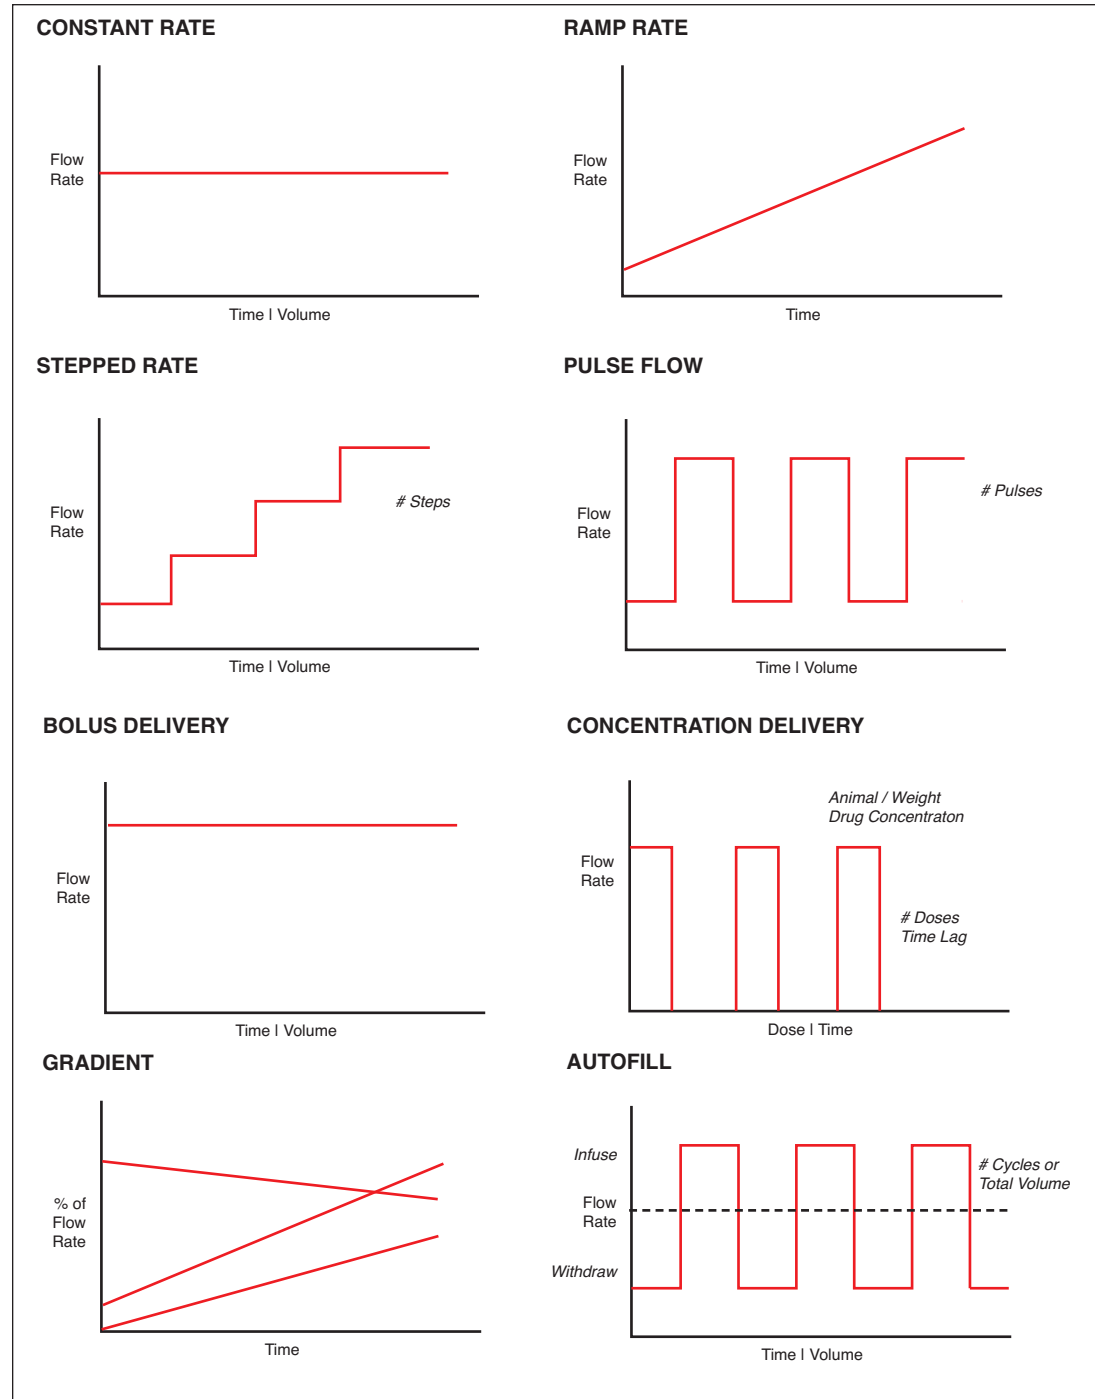 CONSTANT RATE
Flow
Rate
Time | Volume
RAMP RATE
Flow
Rate
Time
STEPPED RATE
Flow
Rate
# Steps
Time | Volume
PULSE FLOW
Flow
Rate
# Pulses
Time | Volume
BOLUS DELIVERY
Flow
Rate
Time | Volume
CONCENTRATION DELIVERY
Animal / Weight
Drug Concentraton
Flow
Rate
# Doses
Time Lag
Dose | Time
GRADIENT
% of
Flow
Rate
Time
AUTOFILL
Infuse
# Cycles or
Total Volume
Flow
Rate
Withdraw
Time | Volume